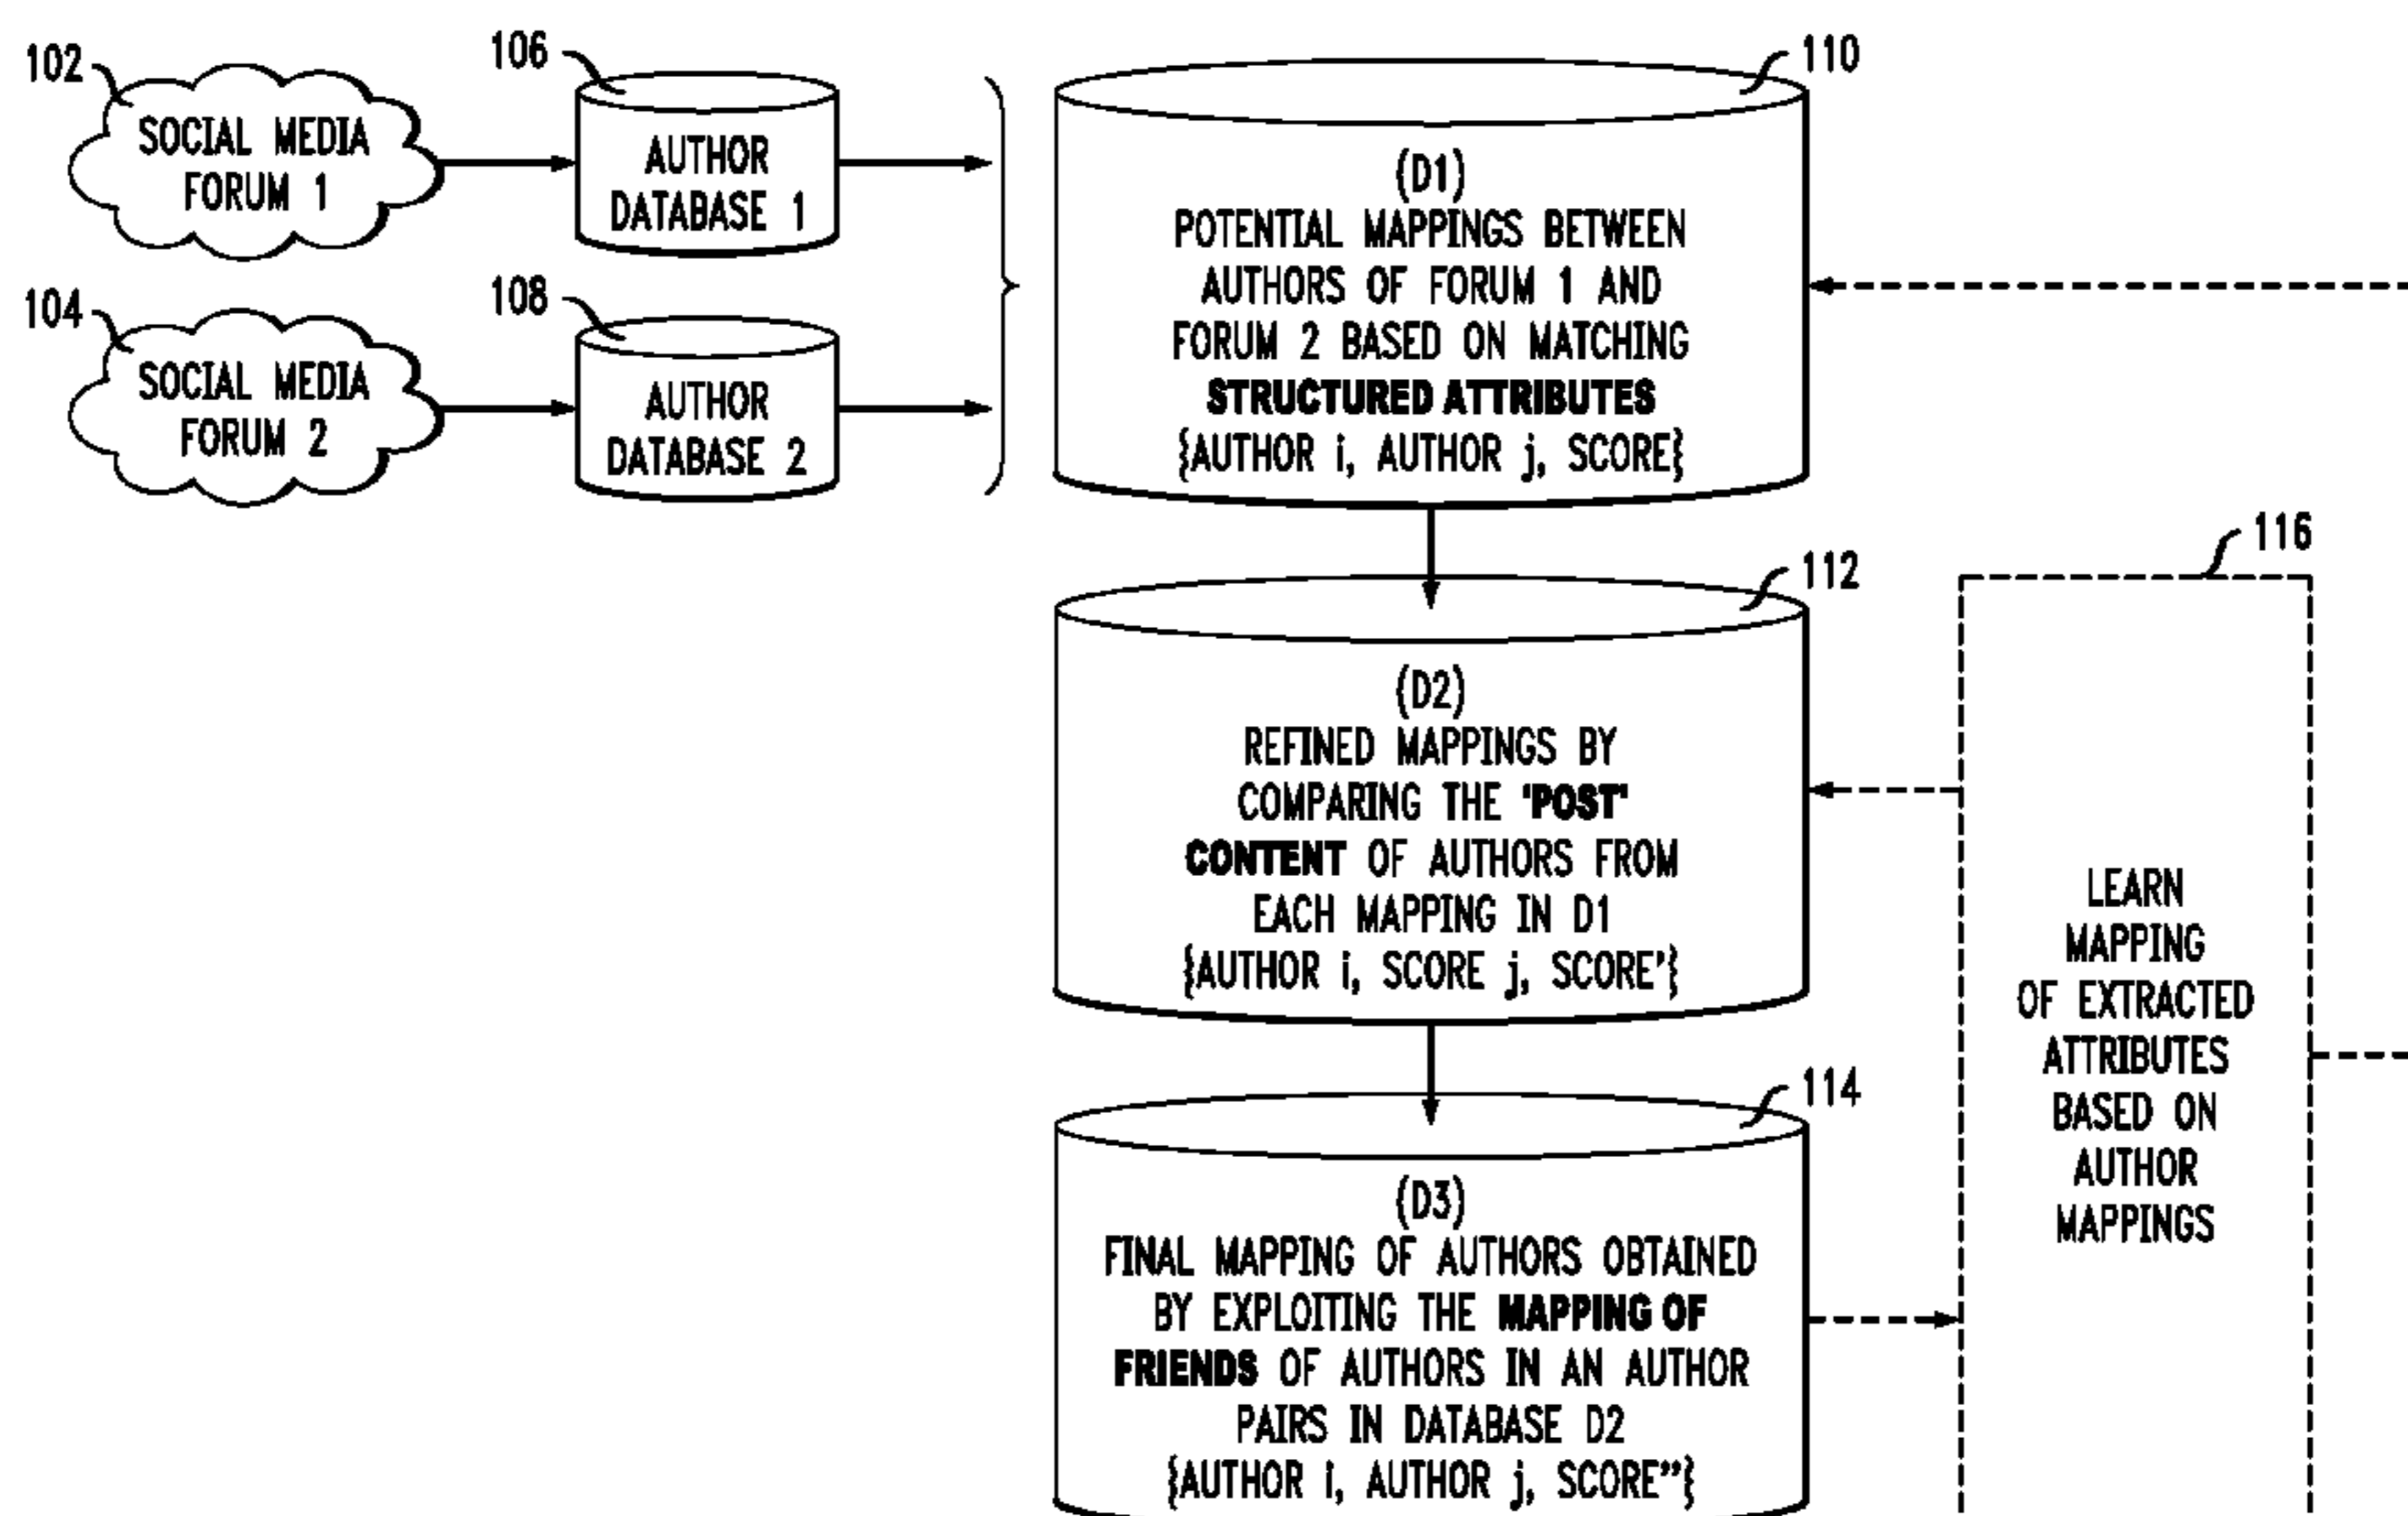 102
SOCIAL MEDIA
FORUM 1
106
AUTHOR
DATABASE 1
104
SOCIAL MEDIA
FORUM 2
108
AUTHOR
DATABASE 2
110
(D1)
POTENTIAL MAPPINGS BETWEEN
AUTHORS OF FORUM 1 AND
FORUM 2 BASED ON MATCHING
STRUCTURED ATTRIBUTES
{AUTHOR i, AUTHOR j, SCORE}
112
(D2)
REFINED MAPPINGS BY
COMPARING THE 'POST'
CONTENT OF AUTHORS FROM
EACH MAPPING IN D1
{AUTHOR i, SCORE j, SCORE'}
114
(D3)
FINAL MAPPING OF AUTHORS OBTAINED
BY EXPLOITING THE MAPPING OF
FRIENDS OF AUTHORS IN AN AUTHOR
PAIRS IN DATABASE D2
{AUTHOR i, AUTHOR j, SCORE”}
116
LEARN
MAPPING
OF EXTRACTED
ATTRIBUTES
BASED ON
AUTHOR
MAPPINGS